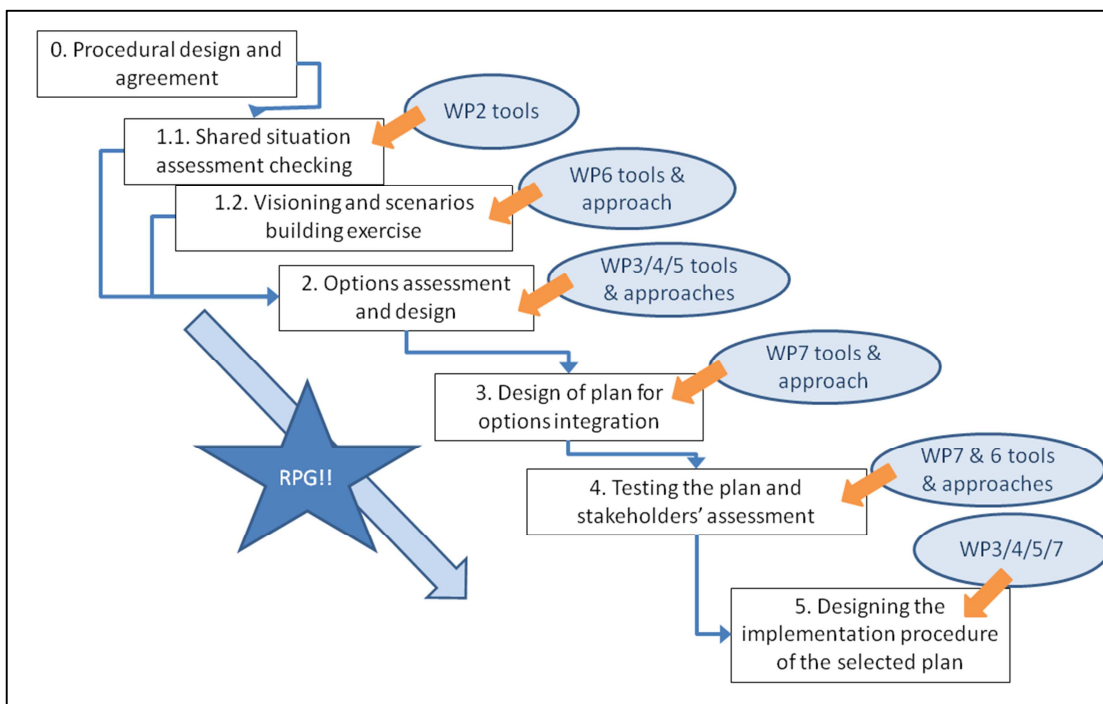 0. Procedural design and
agreement
WP2 tools
1.1. Shared situation
assessment checking
WP6 tools &
approach
1.2. Visioning and scenarios
building exercise
WP3/4/5 tools
& approaches
2. Options assessment
and design
WP7 tools &
approach
3. Design of plan for
options integration
RPG!!
WP7 & 6 tools
& approaches
4. Testing the plan and
stakeholders’ assessment
WP3/4/5/7
5. Designing the
implementation procedure
of the selected plan